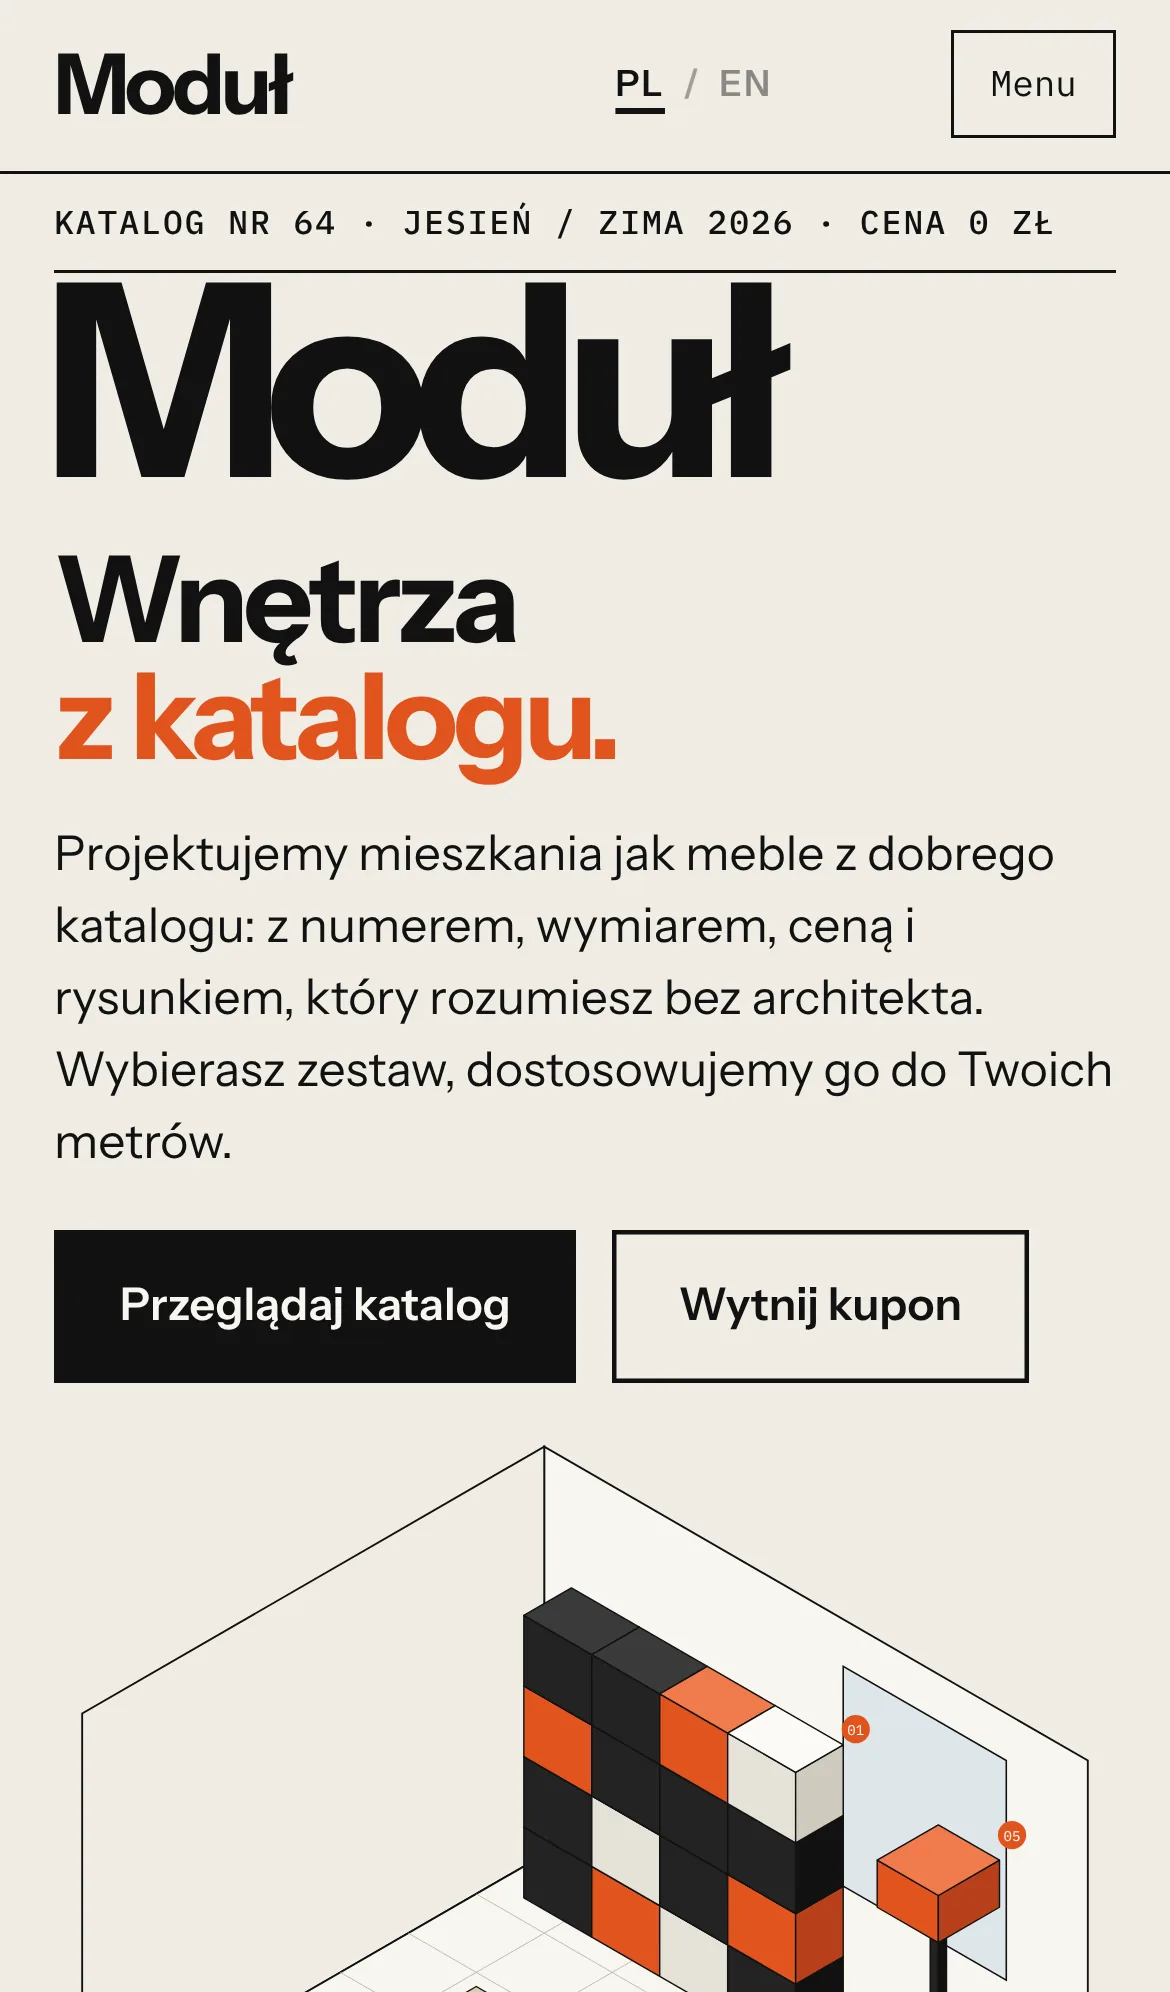 Moduł
PL / EN
Menu
KATALOG NR 64 · JESIEŃ / ZIMA 2026 · CENA 0 ZŁ
Moduł
Wnętrza
z katalogu.
Projektujemy mieszkania jak meble z dobrego
katalogu: z numerem, wymiarem, ceną i
rysunkiem, który rozumiesz bez architekta.
Wybierasz zestaw, dostosowujemy go do Twoich
metrów.
Przeglądaj katalog
Wytnij kupon
01
05